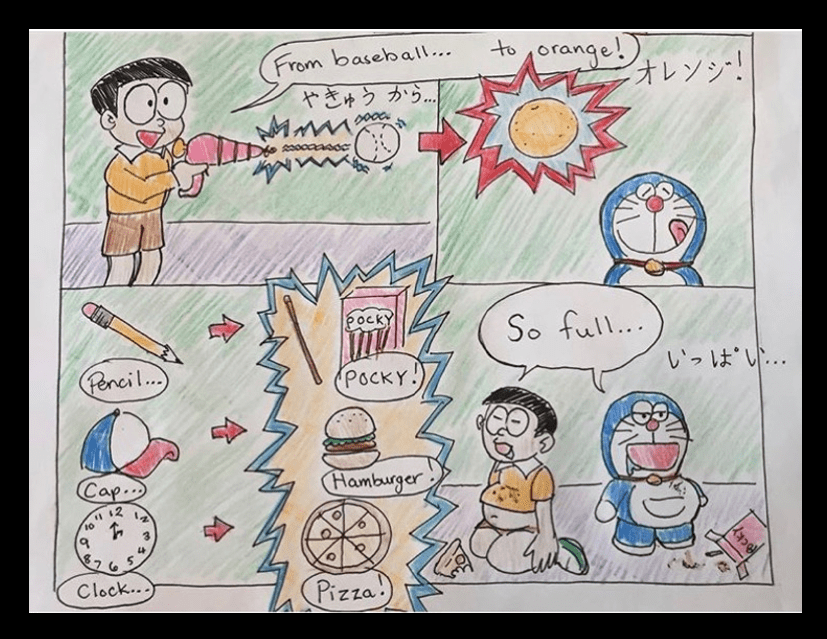 From baseball... to orange!
やきゅう から...
オレンジ!
Pencil...
POCKY
POCKY!
Cap...
Hamburger!
12
11 1
10 2
9 3
8 4
7 6 5
Clock...
Pizza!
So full...
いっぱい...
Pocky